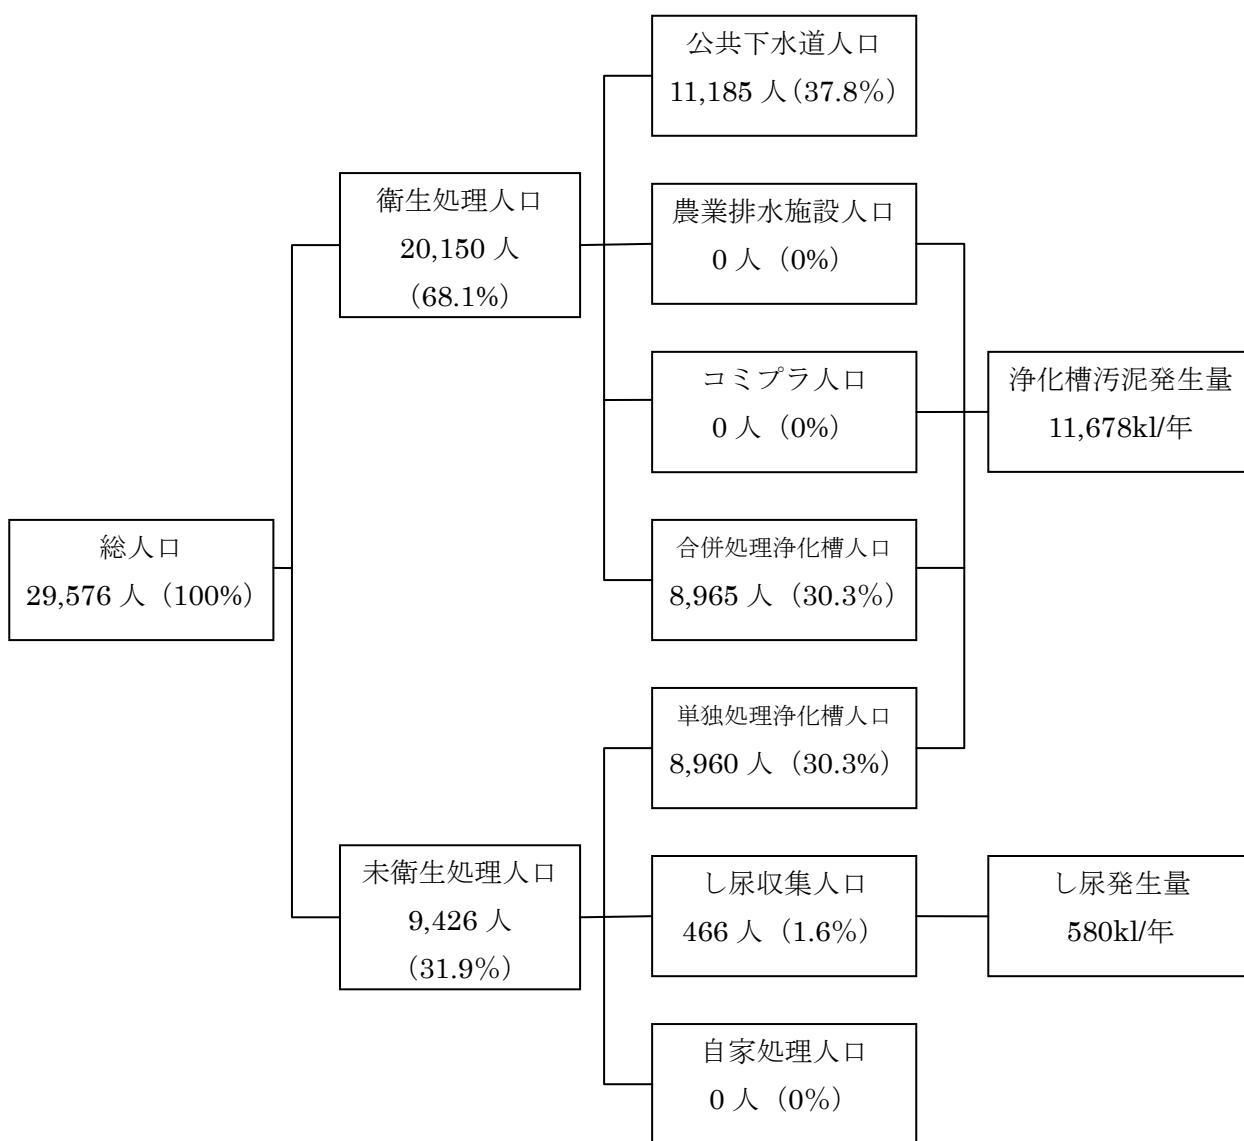 公共下水道人口
11,185 人（37.8%）
衛生処理人口
20,150 人
（68.1%）
農業排水施設人口
0 人（0%）
コミプラ人口
0 人（0%）
浄化槽汚泥発生量
11,678kl/年
総人口
29,576 人（100%）
合併処理浄化槽人口
8,965 人（30.3%）
単独処理浄化槽人口
8,960 人（30.3%）
未衛生処理人口
9,426 人
（31.9%）
し尿収集人口
466 人（1.6%）
し尿発生量
580kl/年
自家処理人口
0 人（0%）